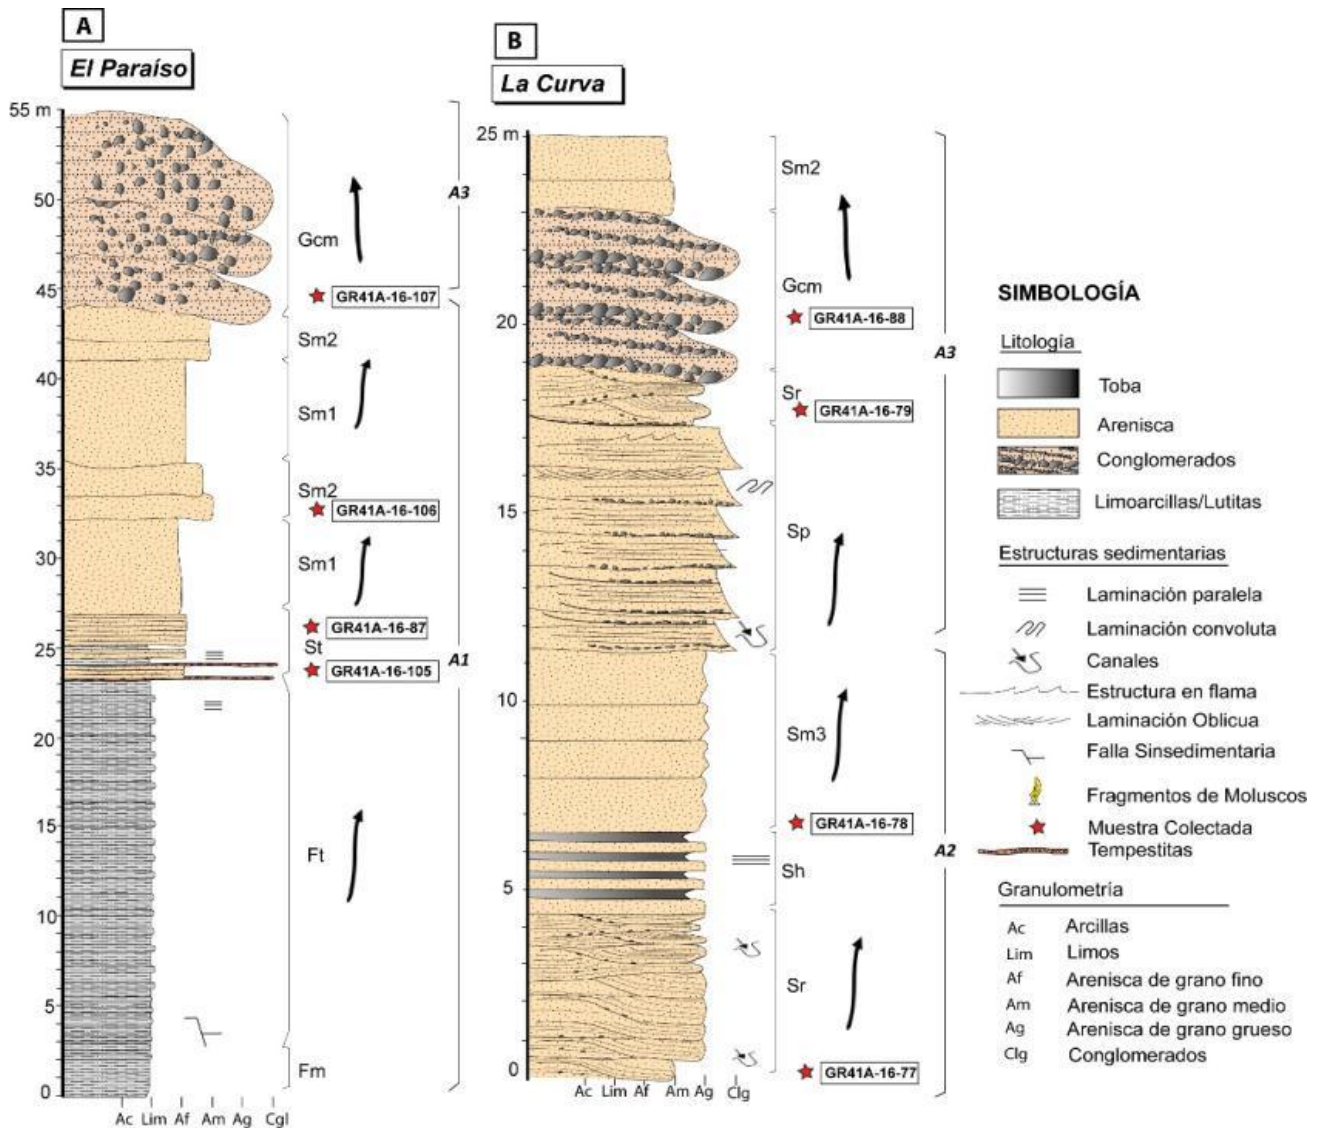 A
El Paraíso
55 m
50
45
40
35
30
25
20
15
10
5
0
Ac Lim Af Am Ag Cgl
Gcm
GR41A-16-107
Sm2
Sm1
Sm2
GR41A-16-106
Sm1
GR41A-16-87
St
GR41A-16-105
Ft
Fm
A3
A1
B
La Curva
25 m
20
15
10
5
0
Ac Lim Af Am Ag Clg
Sm2
Gcm
GR41A-16-88
Sr
GR41A-16-79
Sp
Sm3
GR41A-16-78
Sh
Sr
GR41A-16-77
A3
A2
SIMBOLOGÍA
Litología
Toba
Arenisca
Conglomerados
Limoarcillas/Lutitas
Estructuras sedimentarias
Laminación paralela
Laminación convoluta
Canales
Estructura en flama
Laminación Oblicua
Falla Sinsedimentaria
Fragmentos de Moluscos
Muestra Colectada
Tempestitas
Granulometría
Ac Arcillas
Lim Limos
Af Arenisca de grano fino
Am Arenisca de grano medio
Ag Arenisca de grano grueso
Clg Conglomerados